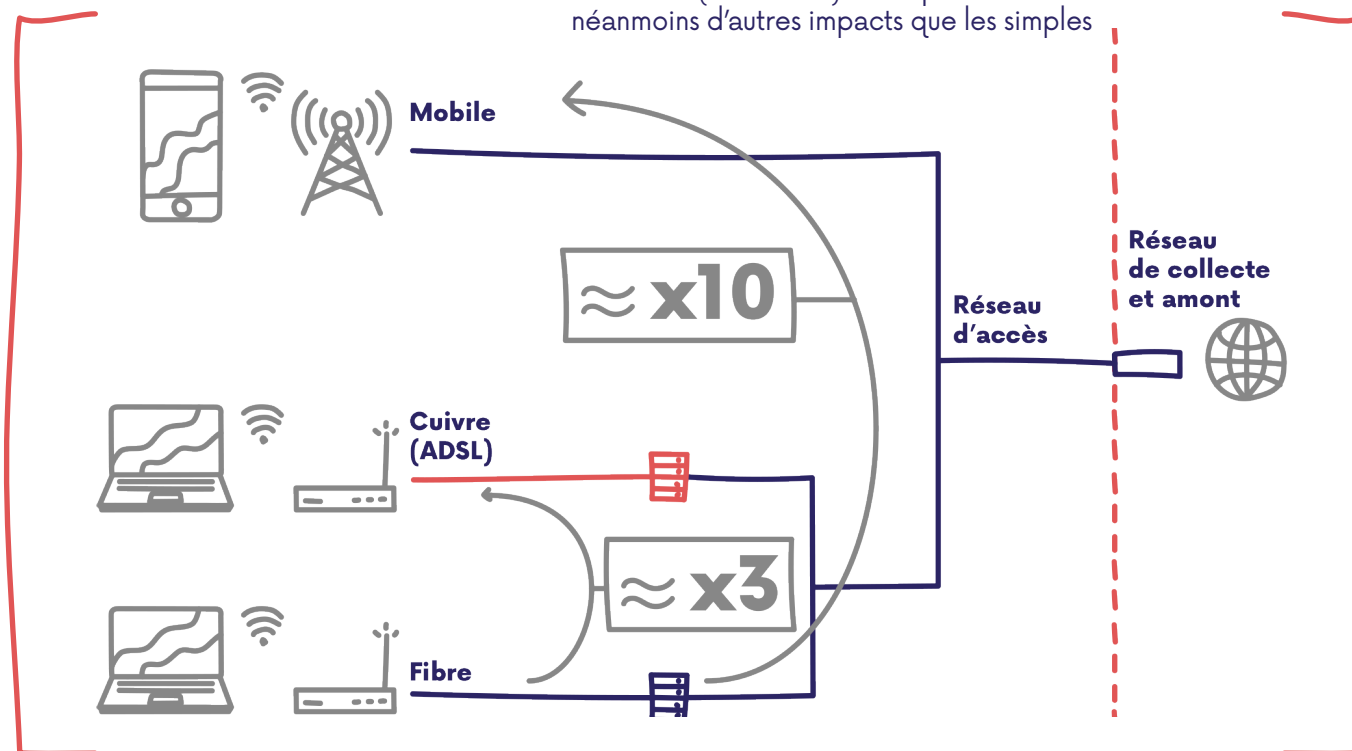 néanmoins d'autres impacts que les simples
Mobile
≈ x10
Réseau
de collecte
et amont
Réseau
d'accès
Cuivre
(ADSL)
≈ x3
Fibre